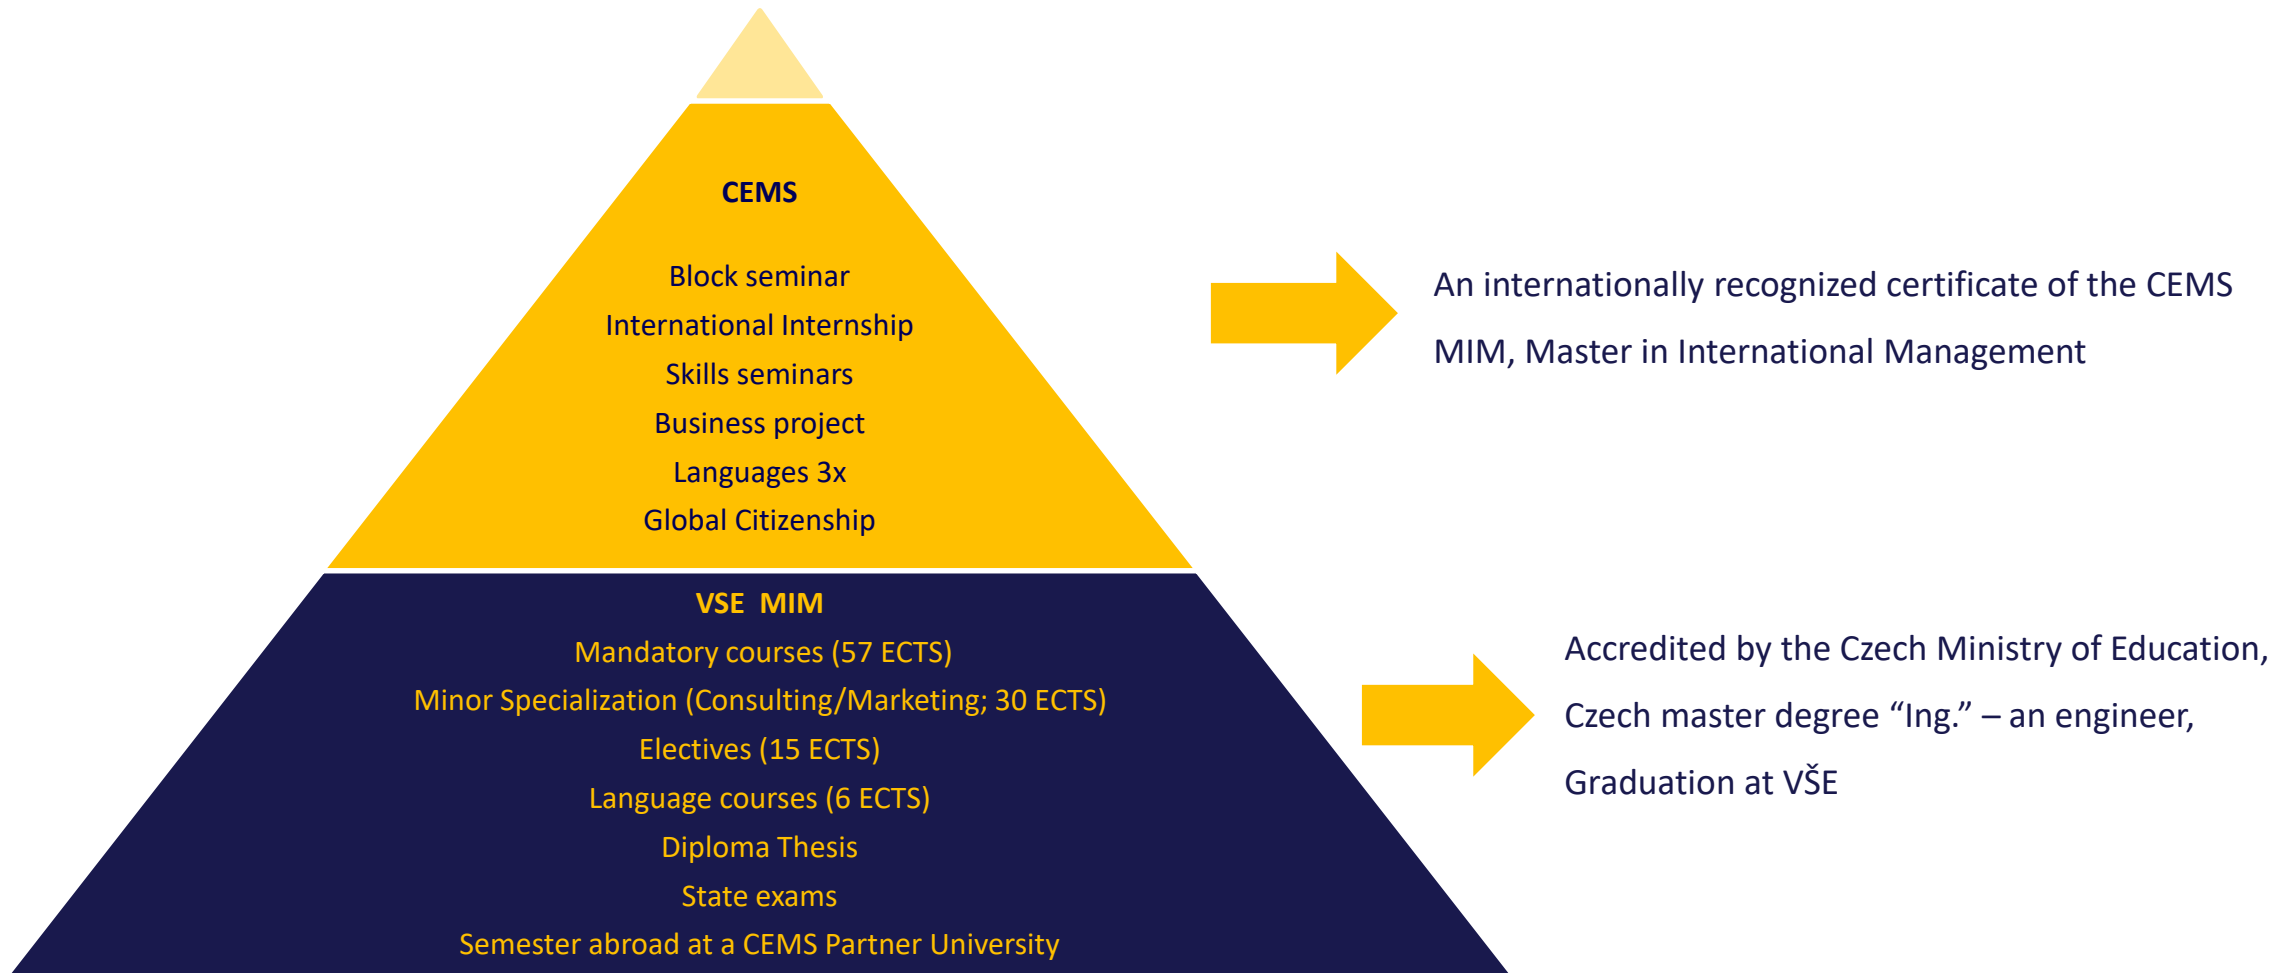 CEMS
Block seminar
International Internship
Skills seminars
Business project
Languages 3x
Global Citizenship
An internationally recognized certificate of the CEMS
MIM, Master in International Management
VSE MIM
Mandatory courses (57 ECTS)
Minor Specialization (Consulting/Marketing; 30 ECTS)
Electives (15 ECTS)
Language courses (6 ECTS)
Diploma Thesis
State exams
Semester abroad at a CEMS Partner University
Accredited by the Czech Ministry of Education,
Czech master degree “Ing.” – an engineer,
Graduation at VŠE